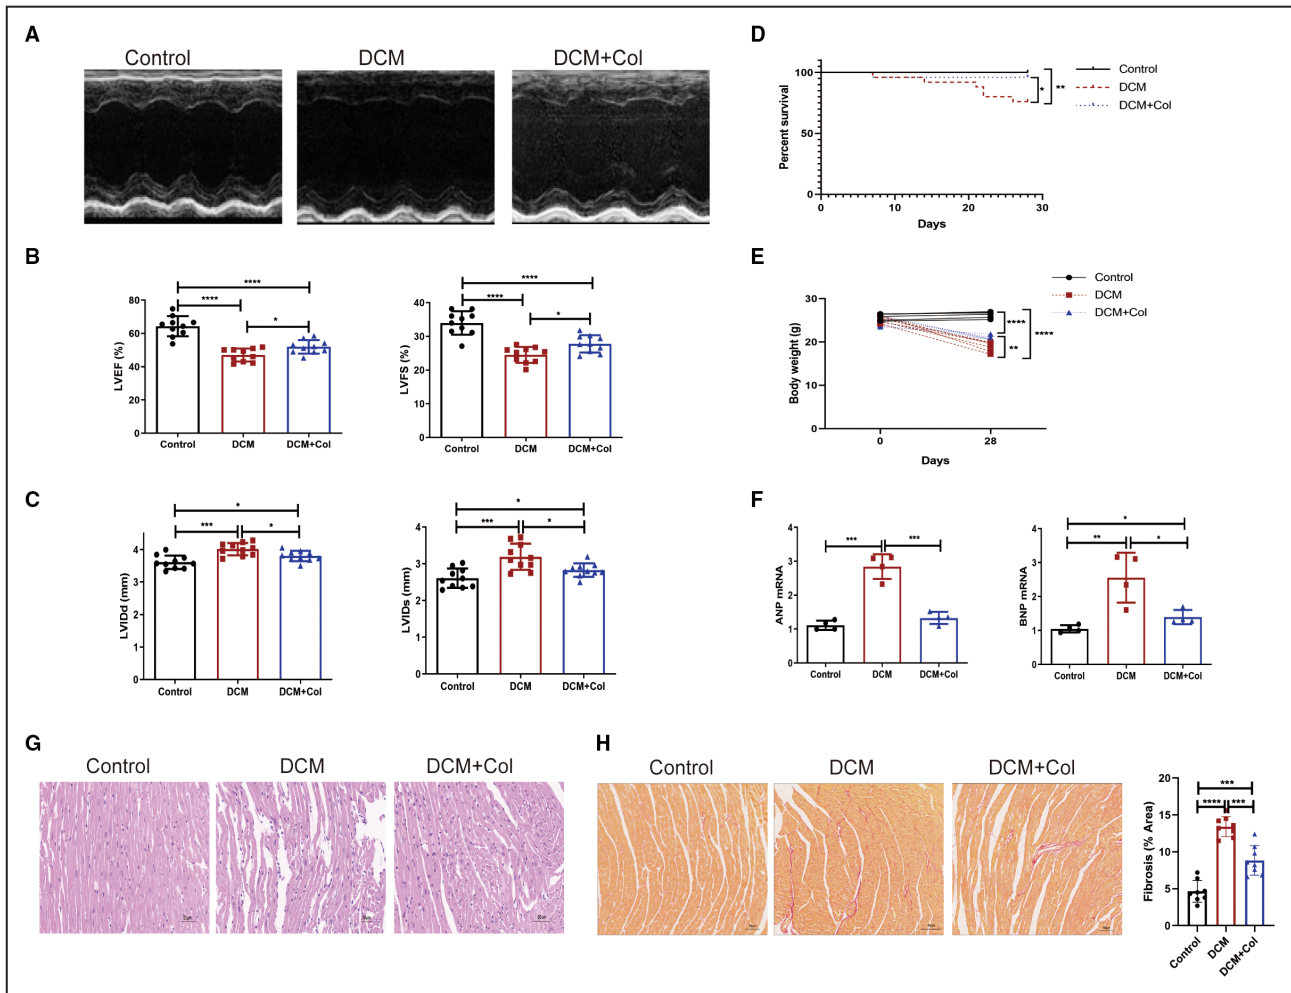 A
Control DCM DCM+Col
B
****
****
*
LVEF (%)
80
60
40
20
0
Control DCM DCM+Col
****
****
*
LVFS (%)
40
30
20
10
0
Control DCM DCM+Col
C
*
*** *
LVIDd (mm)
4
3
2
1
0
Control DCM DCM+Col
*
*** *
LVIDs (mm)
4
3
2
1
0
Control DCM DCM+Col
D
Percent survival
100
50
0
0 10 20 30
Days
Control
DCM
DCM+Col
* **
E
Body weight (g)
30
20
10
0
0 28
Days
Control
DCM
DCM+Col
****
**
****
F
*** ***
ANP mRNA
4
3
2
1
0
Control DCM DCM+Col
*
** *
BNP mRNA
4
3
2
1
0
Control DCM DCM+Col
G
Control DCM DCM+Col
H
Control DCM DCM+Col
***
**** ***
Fibrosis (% Area)
20
15
10
5
0
Control DCM DCM+Col